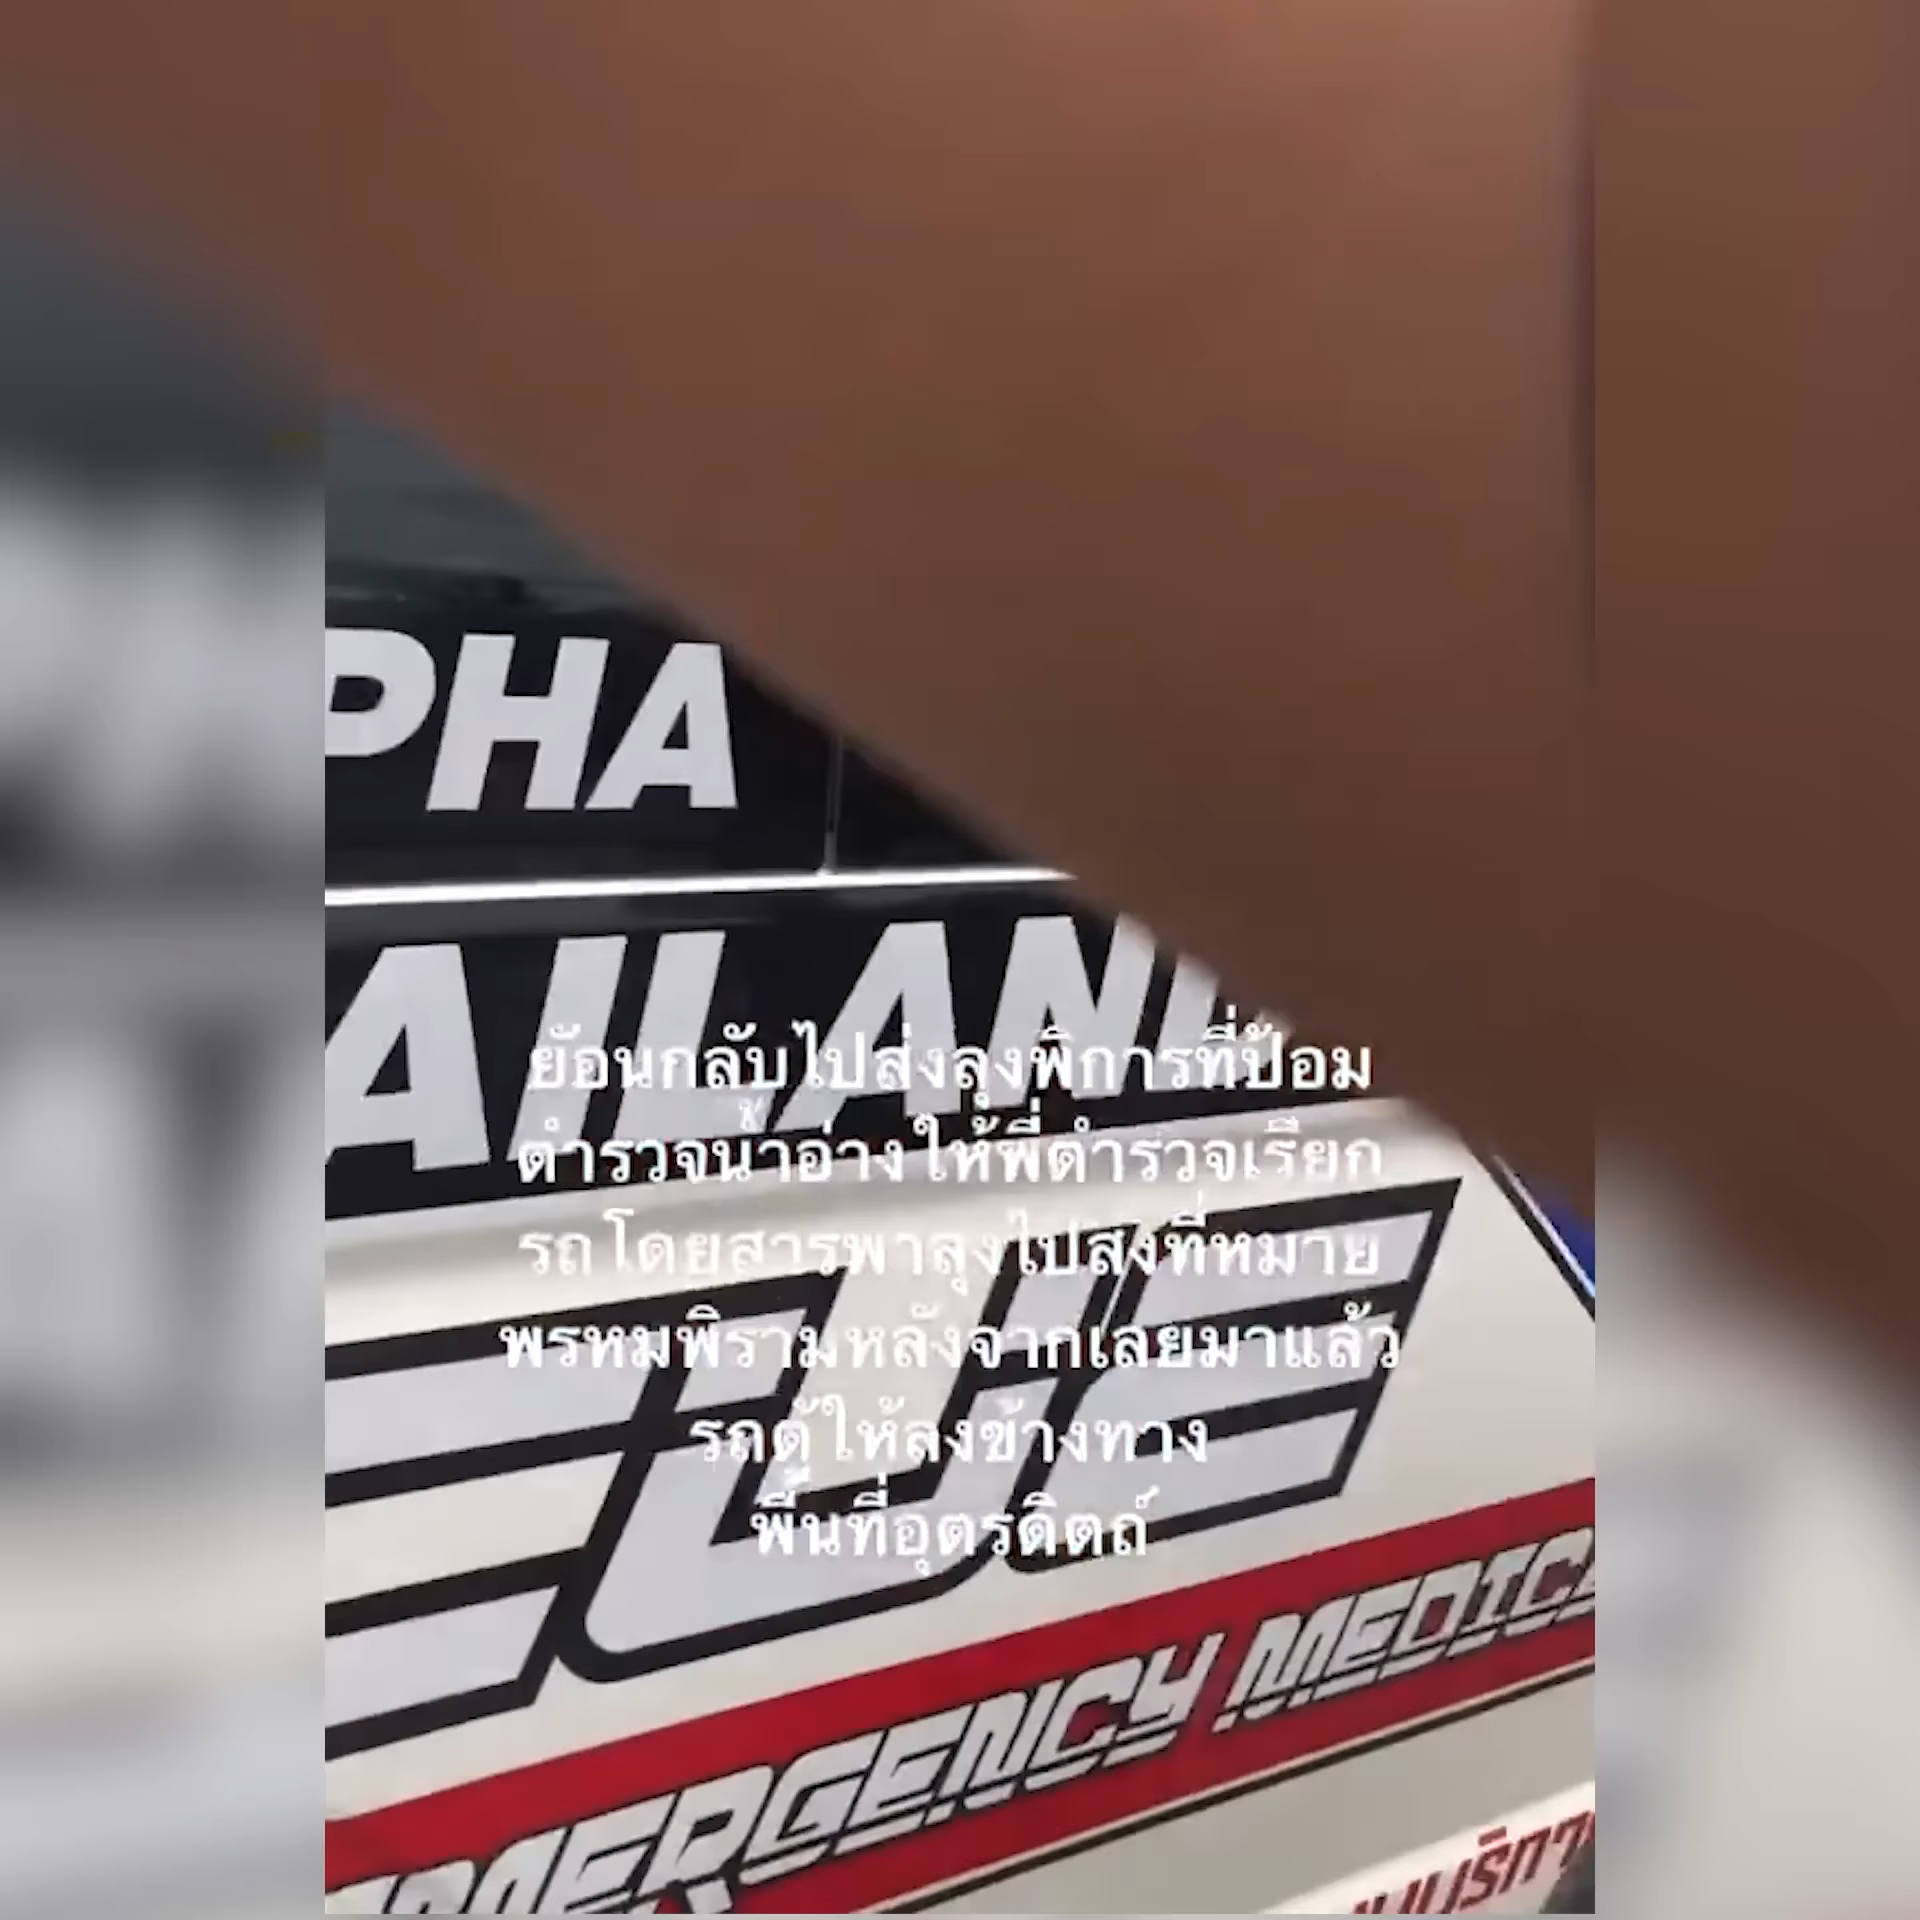 PHA
AILAND
ย้อนกลับไปส่งลุงพิการที่ป้อม
ตำรวจน้ำอ่างให้พี่ตำรวจเรียก
รถโดยสารพาลุงไปส่งที่หมาย
พรหมพิรามหลังจากเลยมาแล้ว
รถตู้ให้ลงข้างทาง
พื้นที่อุตรดิตถ์
CUE
EMERGENCY MEDICA